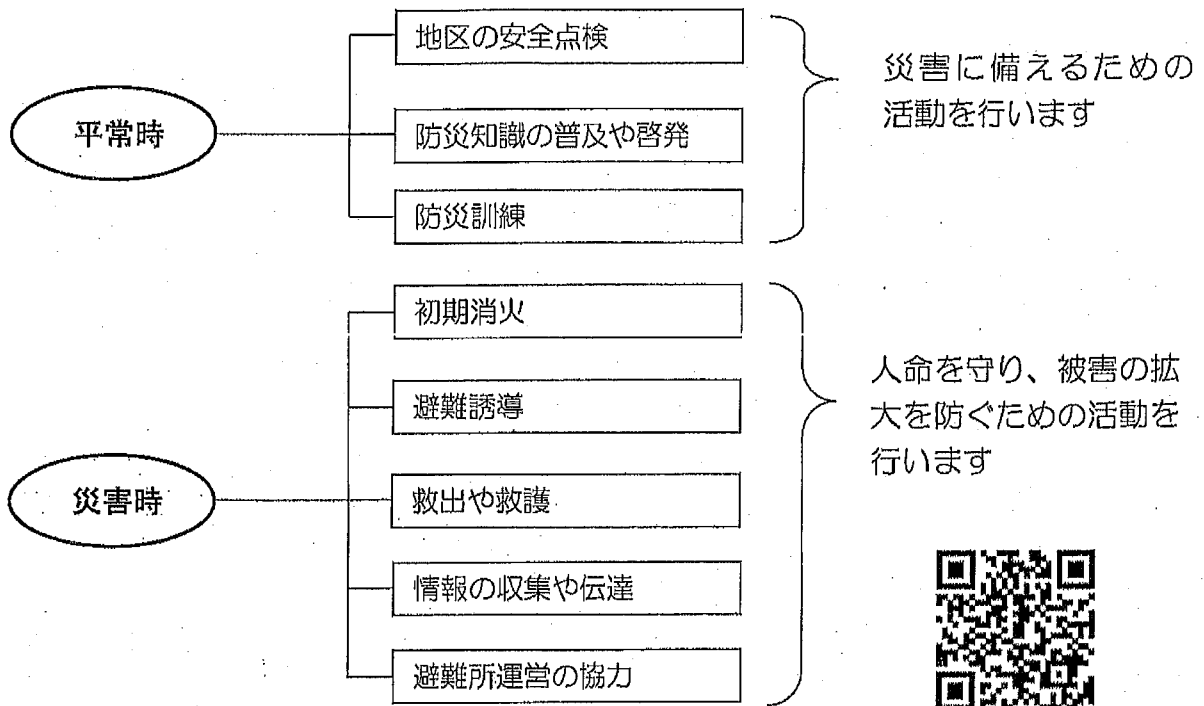 平常時
地区の安全点検
防災知識の普及や啓発
防災訓練
災害に備えるための
活動を行います
災害時
初期消火
避難誘導
救出や救護
情報の収集や伝達
避難所運営の協力
人命を守り、被害の拡
大を防ぐための活動を
行います